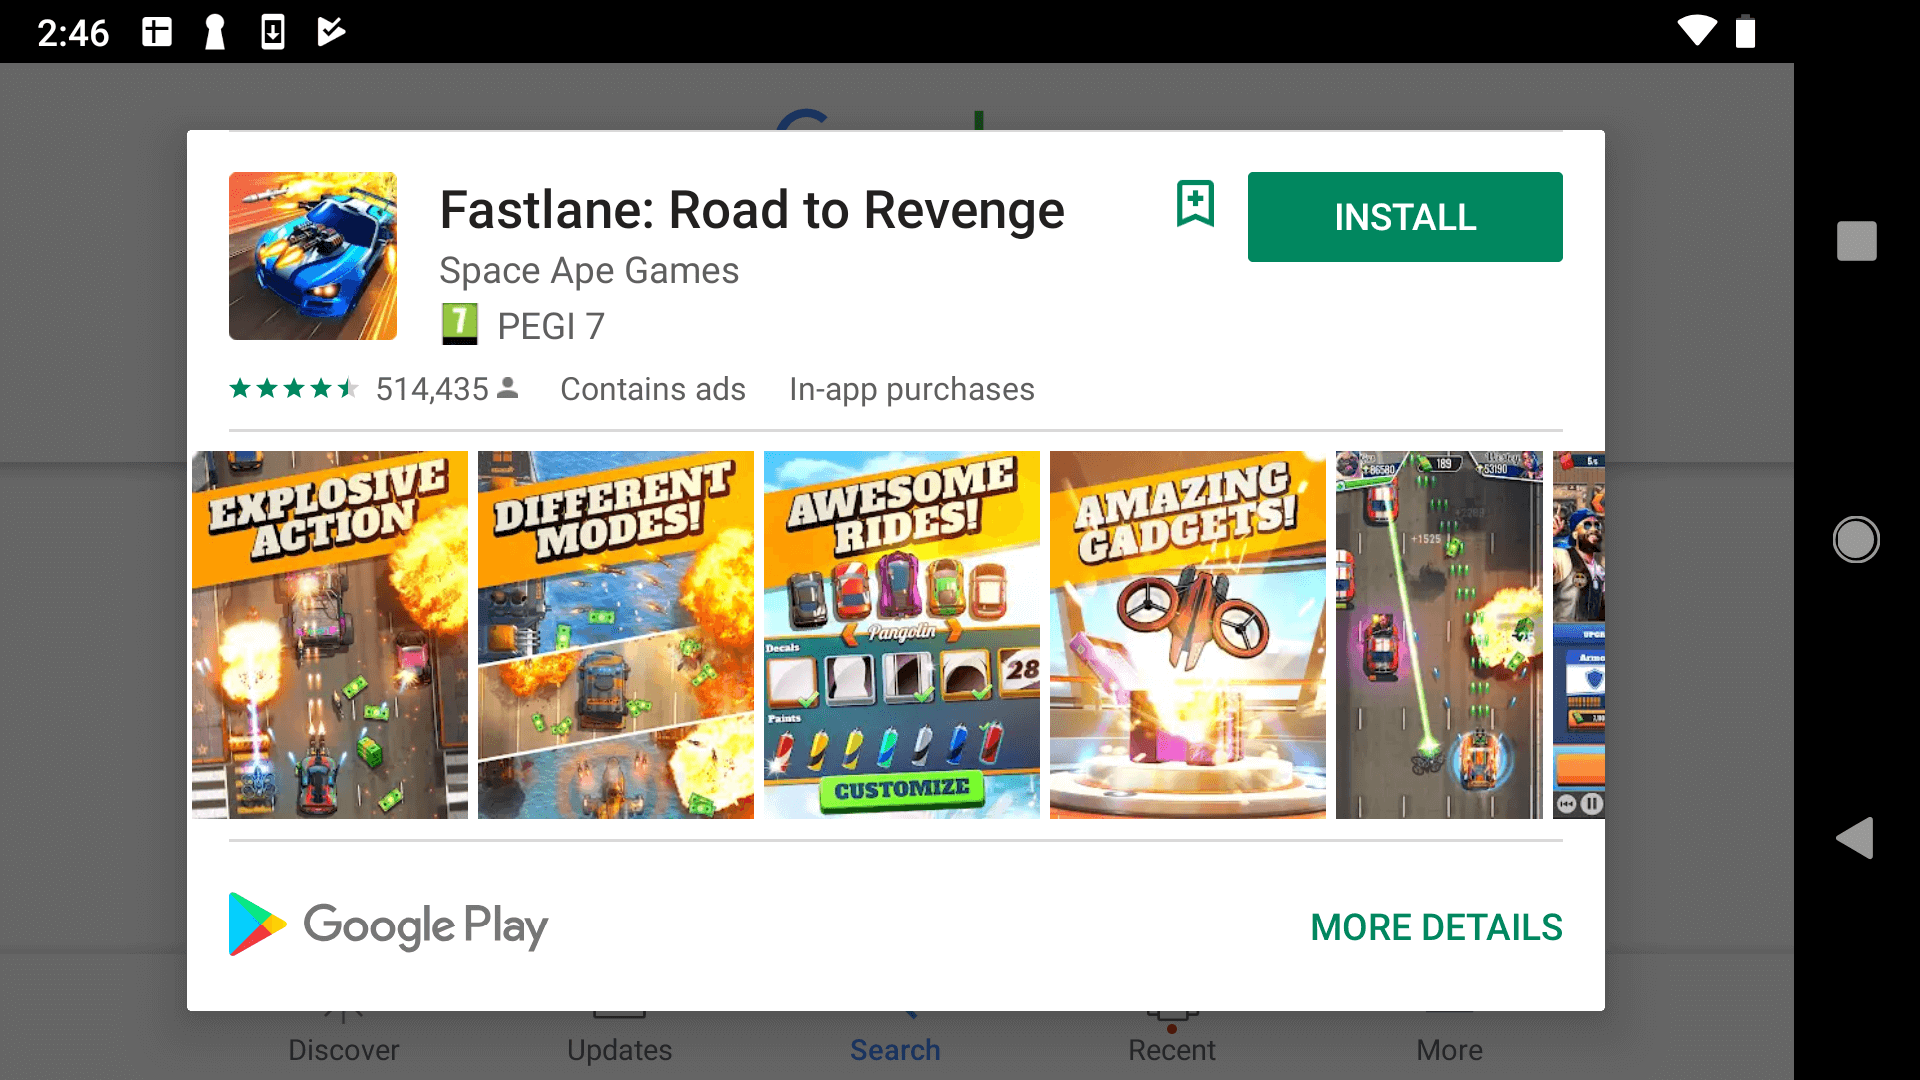 2:46
Fastlane: Road to Revenge
INSTALL
Space Ape Games
7 PEGI 7
514,435
Contains ads
In-app purchases
EXPLOSIVE
ACTION
DIFFERENT
MODES!
AWESOME
RIDES!
Pangolin
Decals
28
Paints
CUSTOMIZE
AMAZING
GADGETS!
86580
189
53190
+1525
Google Play
MORE DETAILS
Discover
Updates
Search
Recent
More